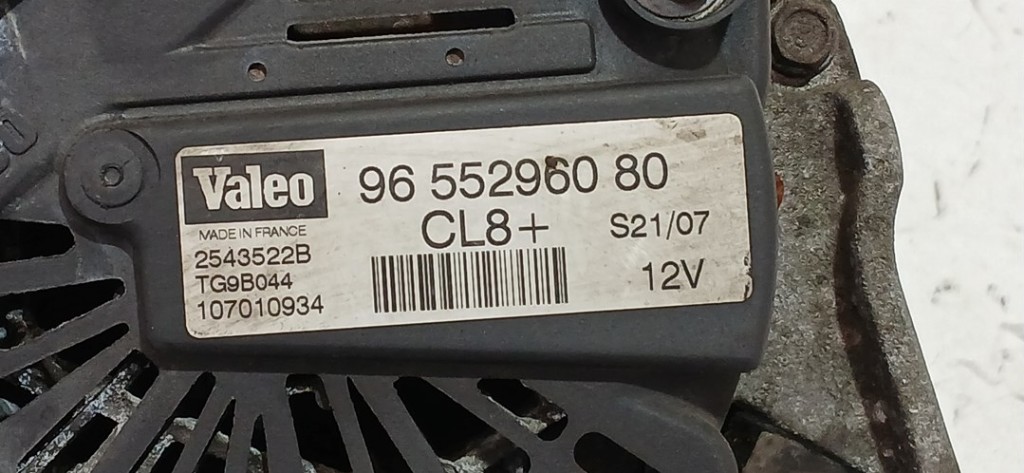 Valeo
96 552960 80
CL8+
S21/07
MADE IN FRANCE
2543522B
TG9B044
107010934
12V